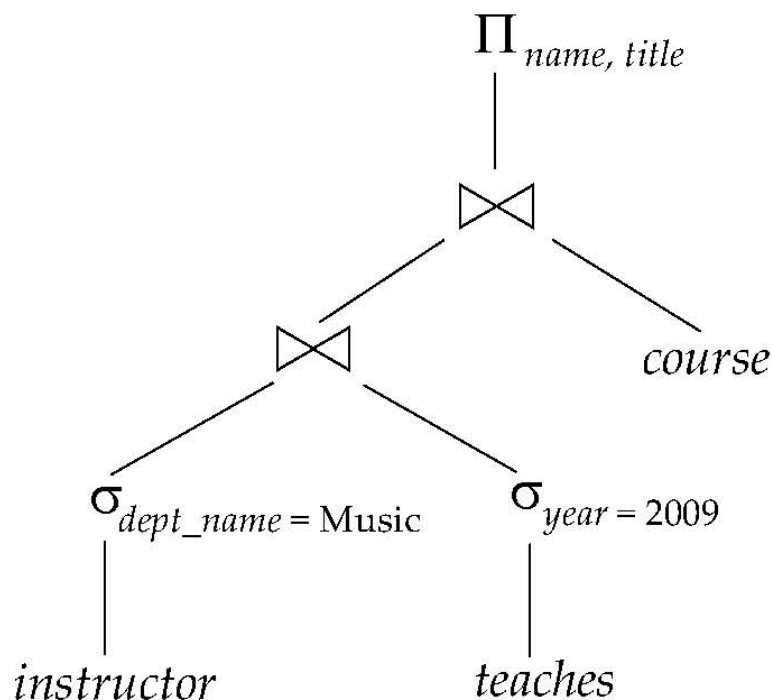 Π name, title
⋈
⋈
course
σ dept_name = Music
σ year = 2009
instructor
teaches